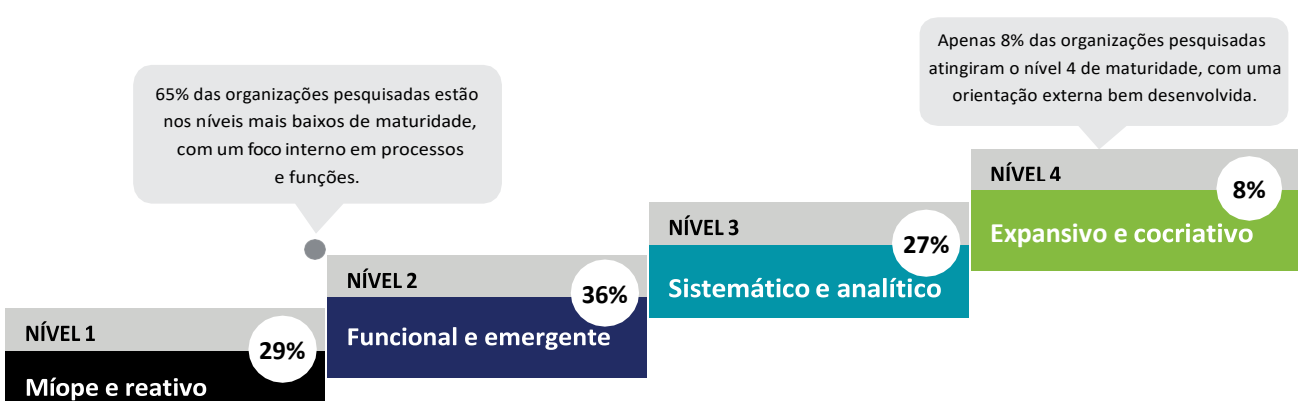 Apenas 8% das organizações pesquisadas
atingiram o nível 4 de maturidade, com uma
orientação externa bem desenvolvida.
65% das organizações pesquisadas estão
nos níveis mais baixos de maturidade,
com um foco interno em processos
e funções.
NÍVEL 1
29%
Míope e reativo
NÍVEL 2
36%
Funcional e emergente
NÍVEL 3
27%
Sistemático e analítico
NÍVEL 4
8%
Expansivo e cocriativo